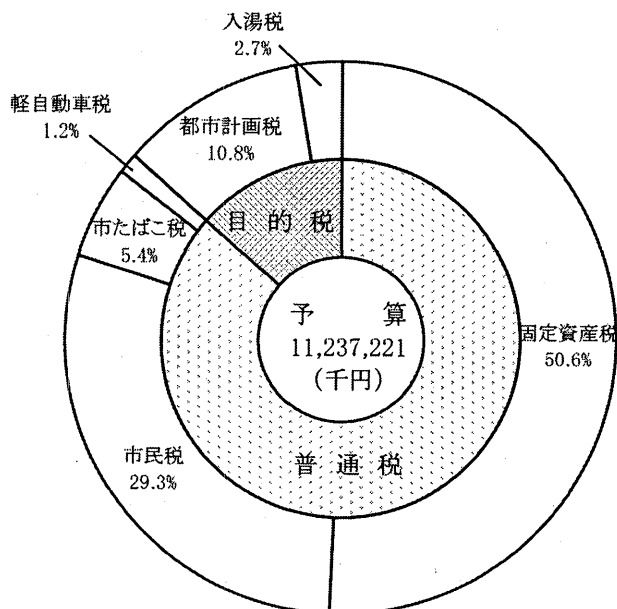 入湯税
2.7%
軽自動車税
1.2%
都市計画税
10.8%
市たばこ税
5.4%
目的税
予算
11,237,221
(千円)
固定資産税
50.6%
市民税
29.3%
普通税